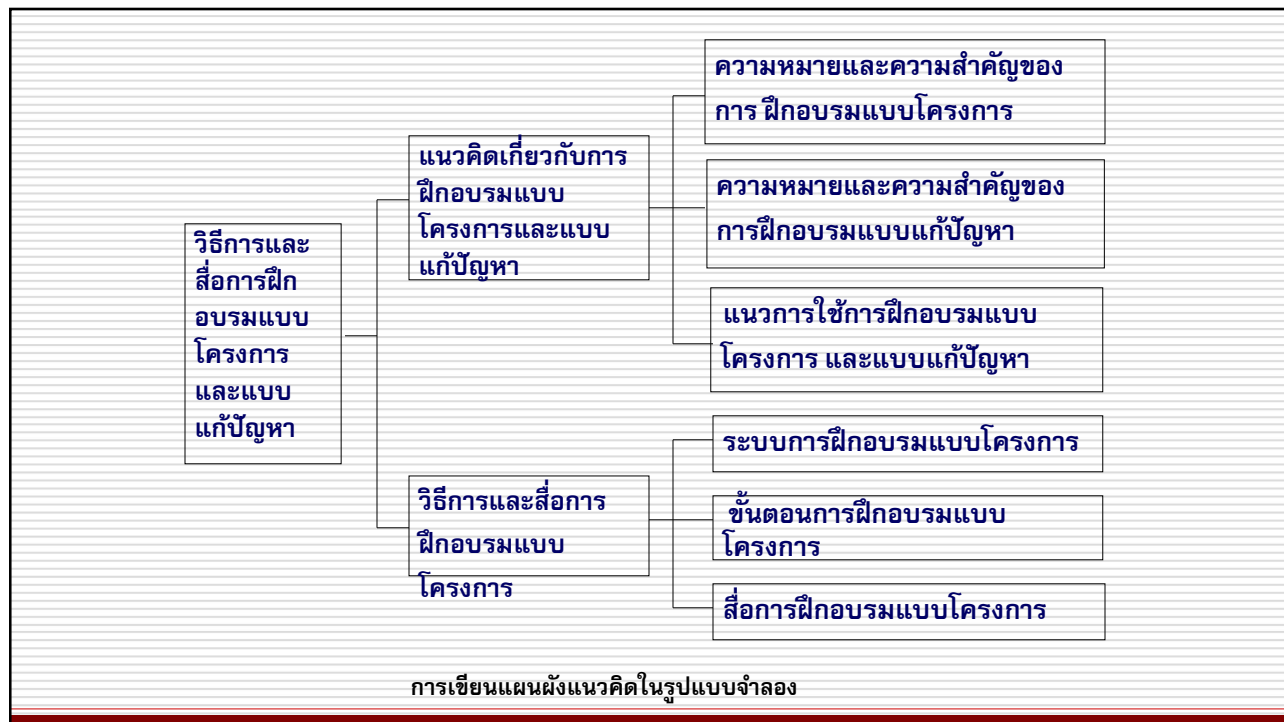 วิธีการและ
สื่อการฝึก
อบรมแบบ
โครงการ
และแบบ
แก้ปัญหา
แนวคิดเกี่ยวกับการ
ฝึกอบรมแบบ
โครงการและแบบ
แก้ปัญหา
ความหมายและความสำคัญของ
การ ฝึกอบรมแบบโครงการ
ความหมายและความสำคัญของ
การฝึกอบรมแบบแก้ปัญหา
แนวการใช้การฝึกอบรมแบบ
โครงการ และแบบแก้ปัญหา
วิธีการและสื่อการ
ฝึกอบรมแบบ
โครงการ
ระบบการฝึกอบรมแบบโครงการ
ขั้นตอนการฝึกอบรมแบบ
โครงการ
สื่อการฝึกอบรมแบบโครงการ
การเขียนแผนผังแนวคิดในรูปแบบจำลอง